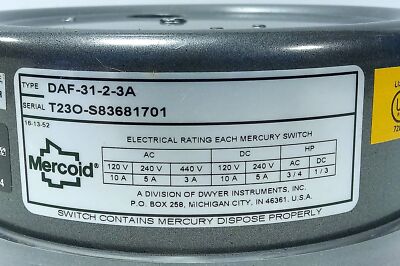 TYPE DAF-31-2-3A
SERIAL T23O-S83681701
16-13-52
Mercoid®
ELECTRICAL RATING EACH MERCURY SWITCH
AC DC HP
120 V 240 V 440 V 120 V 240 V AC DC
10 A 5 A 3 A 10 A 5 A 3/4 1/3
A DIVISION OF DWYER INSTRUMENTS, INC.
P.O. BOX 258, MICHIGAN CITY, IN 46361. U.S.A.
SWITCH CONTAINS MERCURY DISPOSE PROPERLY